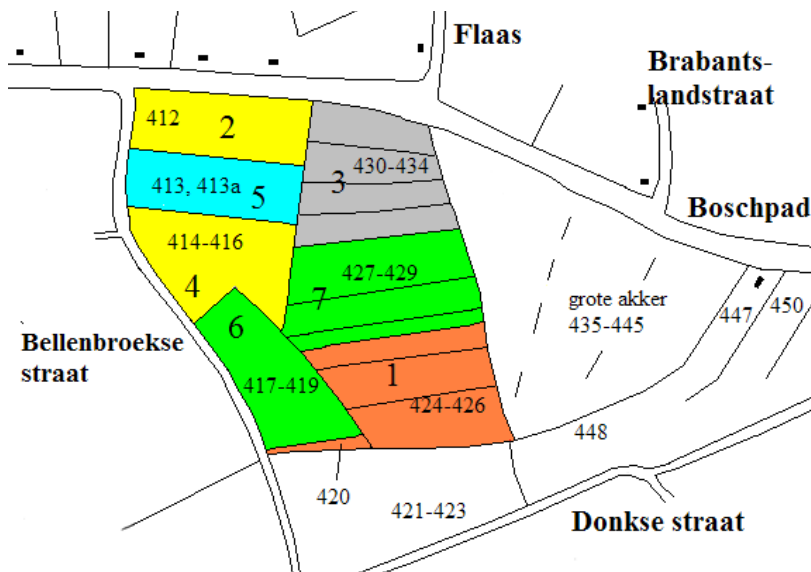 Flaas
Brabants-
landstraat
412
2
413, 413a
5
3
430-434
Boschpad
414-416
4
427-429
7
6
grote akker
435-445
447
450
Bellenbroekse
straat
417-419
1
424-426
448
420
421-423
Donkse straat